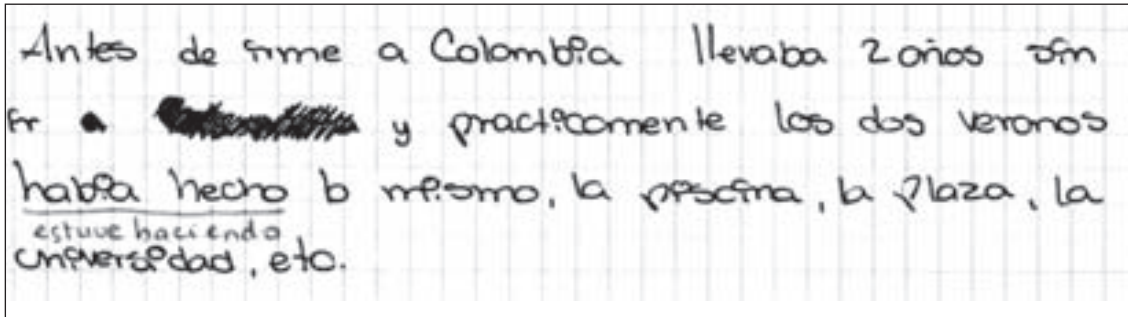 Antes de irme a Colombia llevaba 2 años sin
ir a y practicamente los dos veranos
había hecho lo mismo, la piscina, la plaza, la
estuve haciendo
universidad, etc.